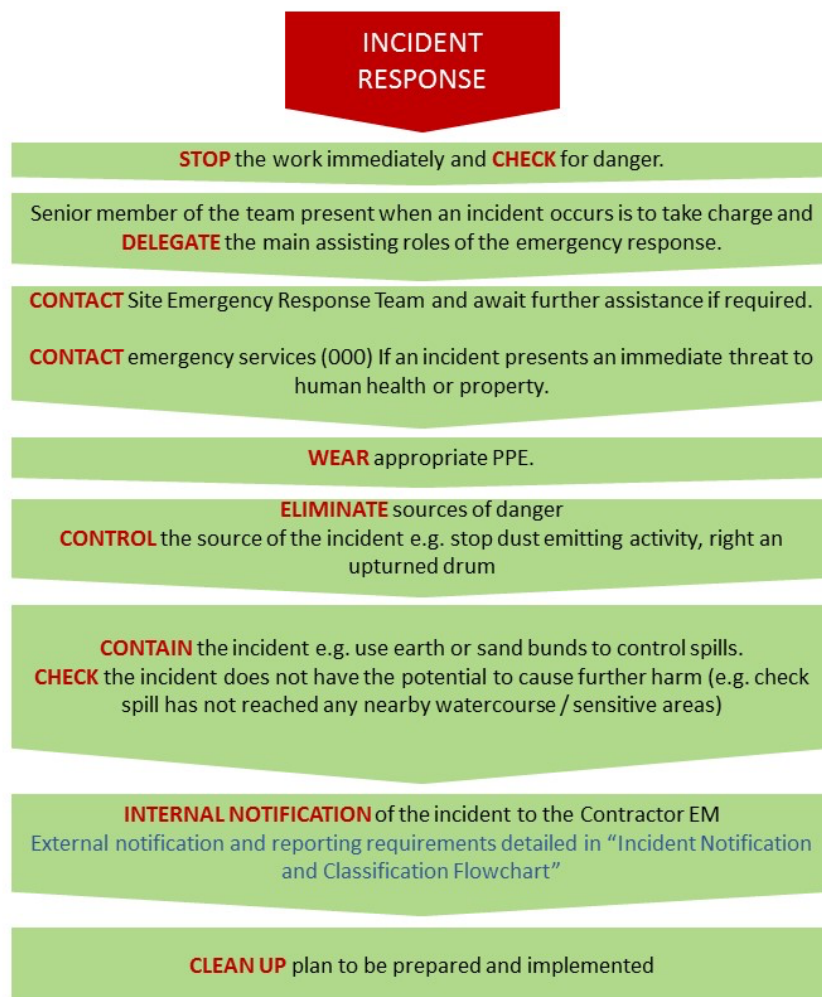 INCIDENT
RESPONSE
STOP the work immediately and CHECK for danger.
Senior member of the team present when an incident occurs is to take charge and
DELEGATE the main assisting roles of the emergency response.
CONTACT Site Emergency Response Team and await further assistance if required.
CONTACT emergency services (000) If an incident presents an immediate threat to
human health or property.
WEAR appropriate PPE.
ELIMINATE sources of danger
CONTROL the source of the incident e.g. stop dust emitting activity, right an
upturned drum
CONTAIN the incident e.g. use earth or sand bunds to control spills.
CHECK the incident does not have the potential to cause further harm (e.g. check
spill has not reached any nearby watercourse / sensitive areas)
INTERNAL NOTIFICATION of the incident to the Contractor EM
External notification and reporting requirements detailed in “Incident Notification
and Classification Flowchart”
CLEAN UP plan to be prepared and implemented